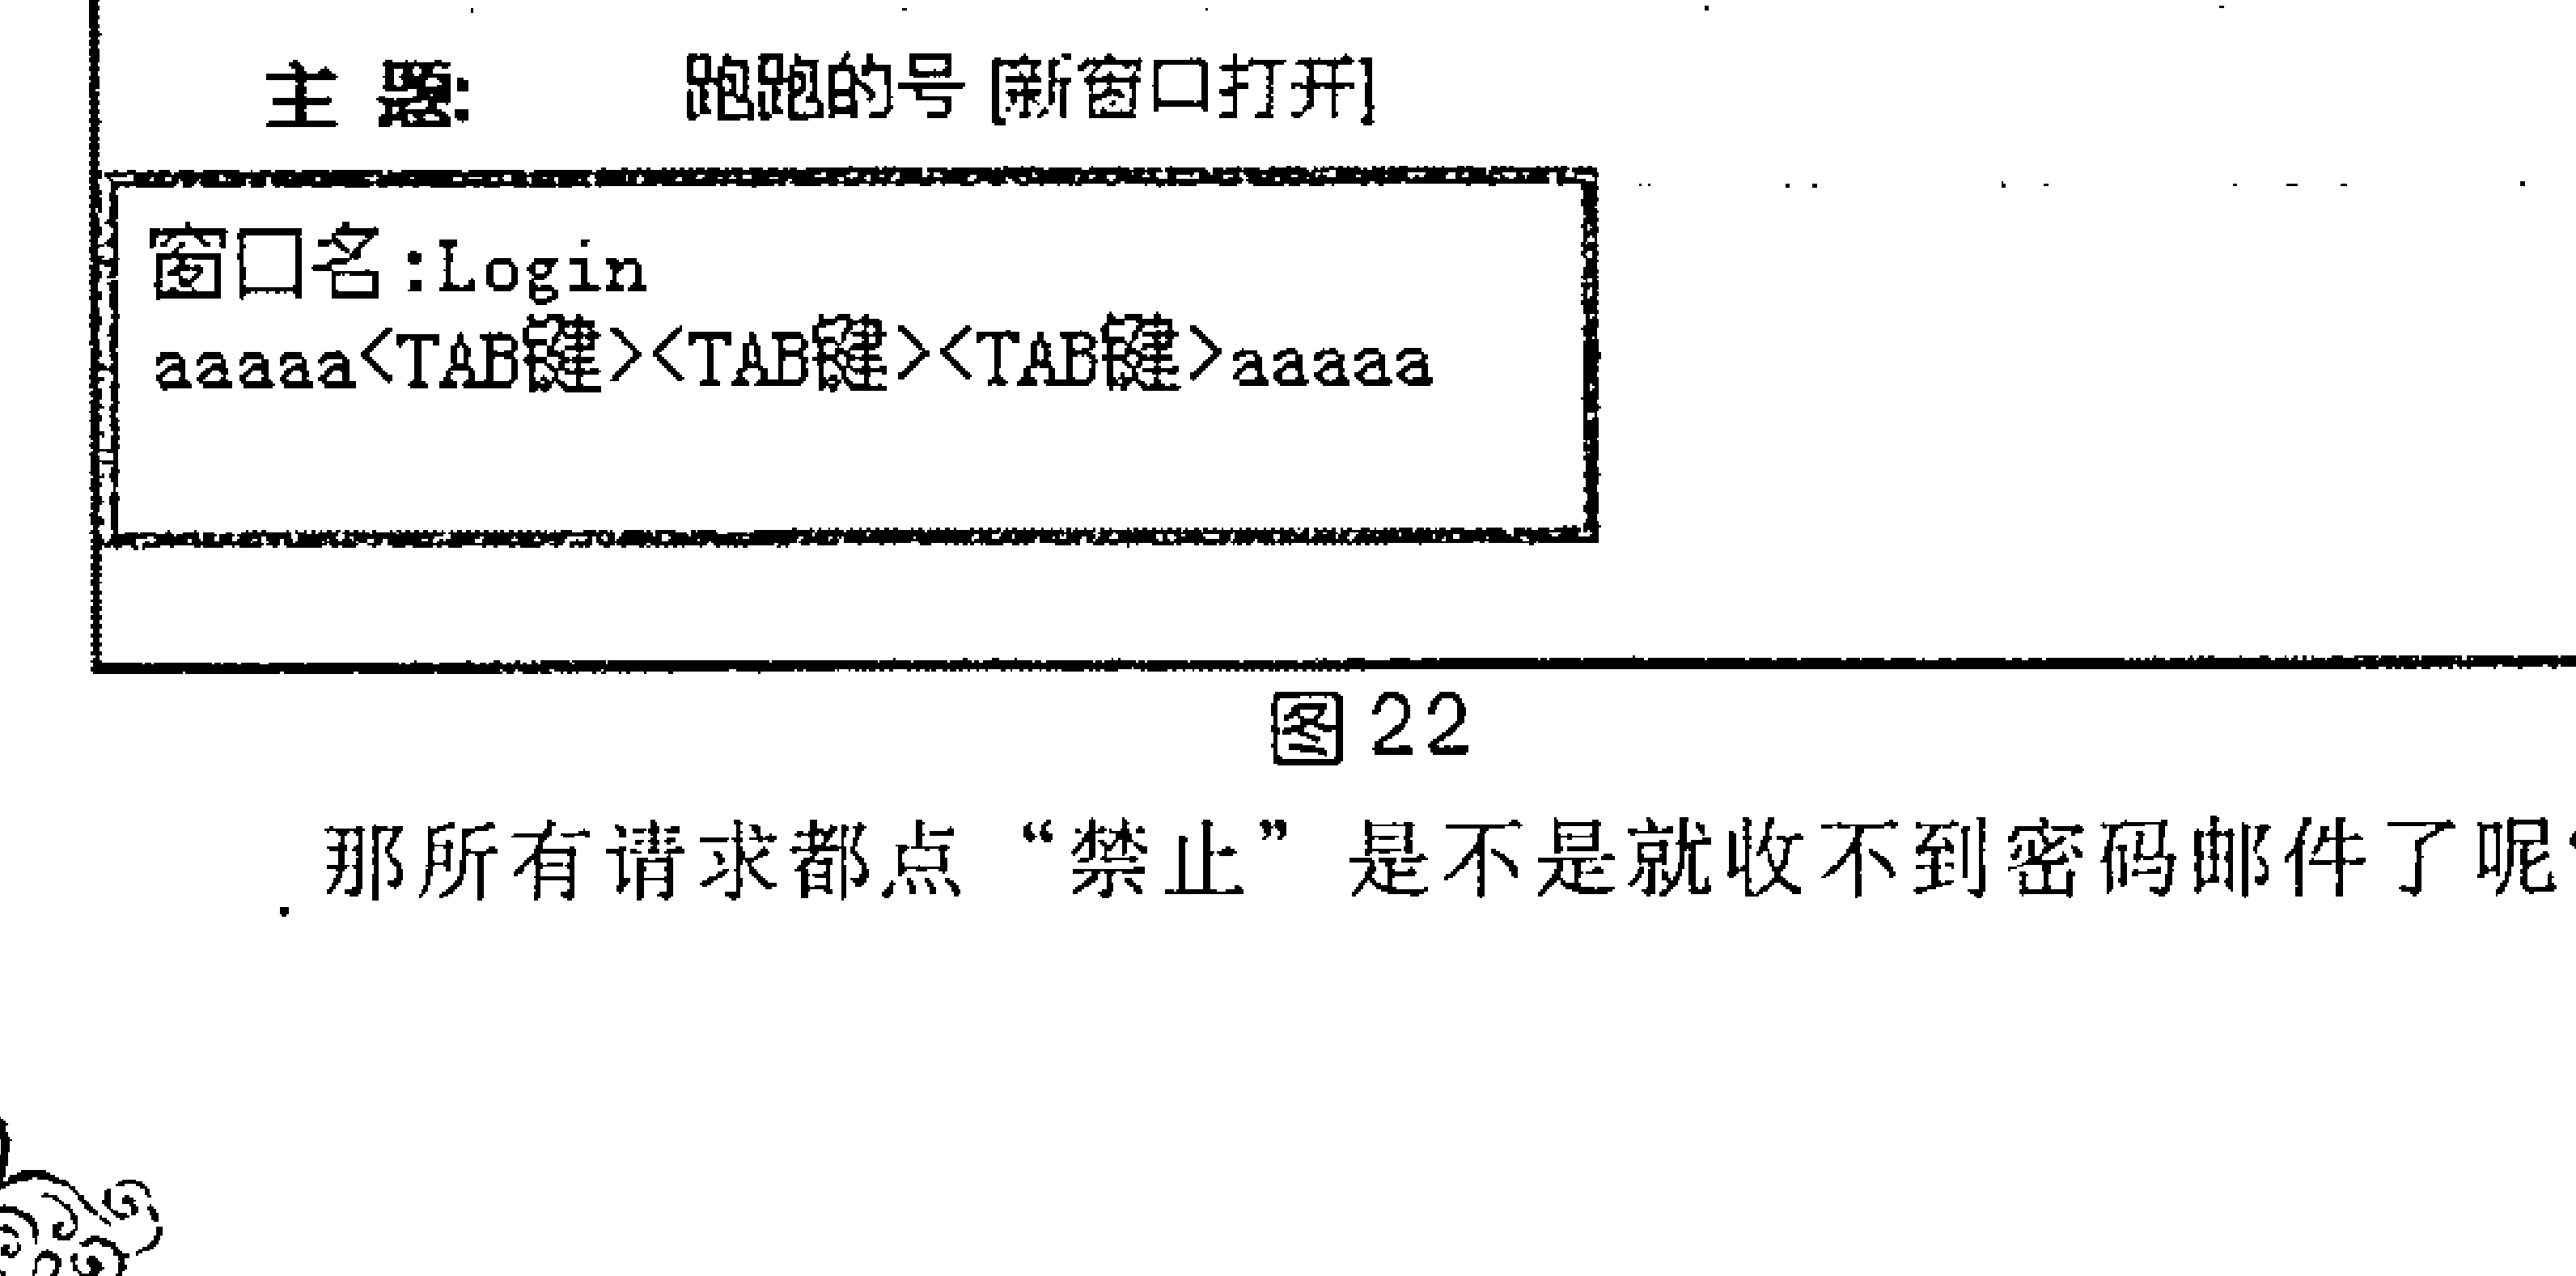 主 题: 跑跑的号 [新窗口打开]
窗口名:Login
aaaaa<TAB键><TAB键><TAB键>aaaaa
图 22
那所有请求都点“禁止”是不是就收不到密码邮件了呢